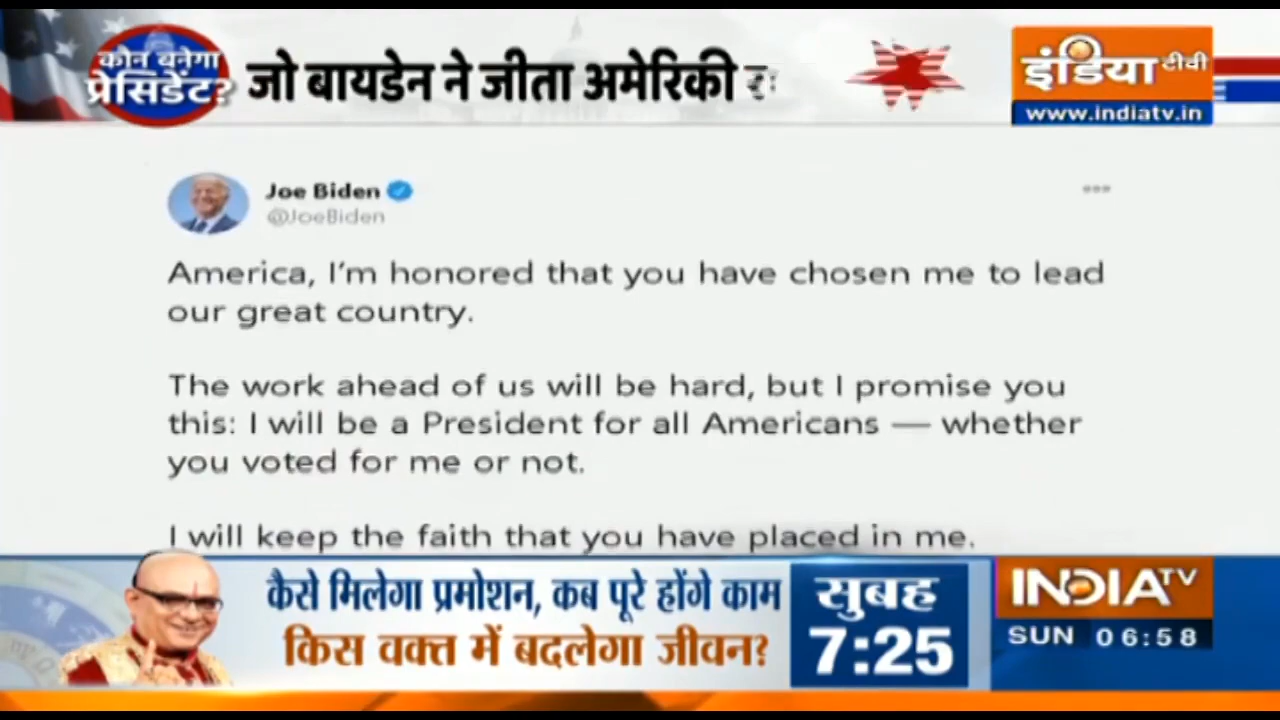 कौन बनेगा
प्रेसिडेंट?
जो बायडेन ने जीता अमेरिकी
इंडिया टीवी
www.indiatv.in
Joe Biden
@JoeBiden
America, I'm honored that you have chosen me to lead
our great country.
The work ahead of us will be hard, but I promise you
this: I will be a President for all Americans — whether
you voted for me or not.
I will keep the faith that you have placed in me.
कैसे मिलेगा प्रमोशन, कब पूरे होंगे काम
किस वक्त में बदलेगा जीवन?
सुबह
7:25
INDIA TV
SUN 06:58